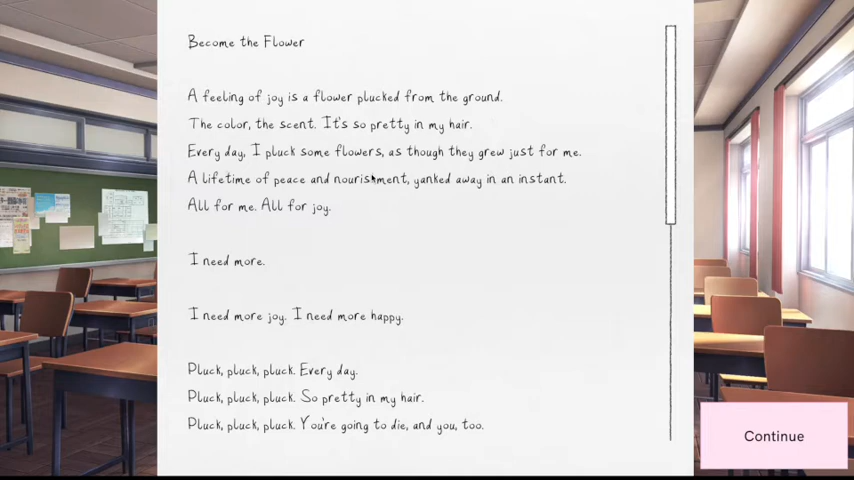 Become the Flower
A feeling of joy is a flower plucked from the ground.
The color, the scent. It's so pretty in my hair.
Every day, I pluck some flowers, as though they grew just for me.
A lifetime of peace and nourishment, yanked away in an instant.
All for me. All for joy.
I need more.
I need more joy. I need more happy.
Pluck, pluck, pluck. Every day.
Pluck, pluck, pluck. So pretty in my hair.
Pluck, pluck, pluck. You're going to die, and you, too.
Continue